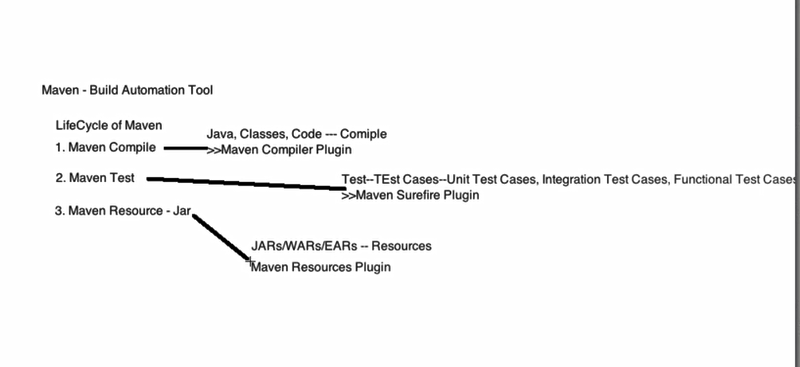 Maven - Build Automation Tool
LifeCycle of Maven
Java, Classes, Code --- Comiple
1. Maven Compile
>>Maven Compiler Plugin
2. Maven Test
Test--TEst Cases--Unit Test Cases, Integration Test Cases, Functional Test Cases
>>Maven Surefire Plugin
3. Maven Resource - Jar
JARs/WARs/EARs -- Resources
Maven Resources Plugin